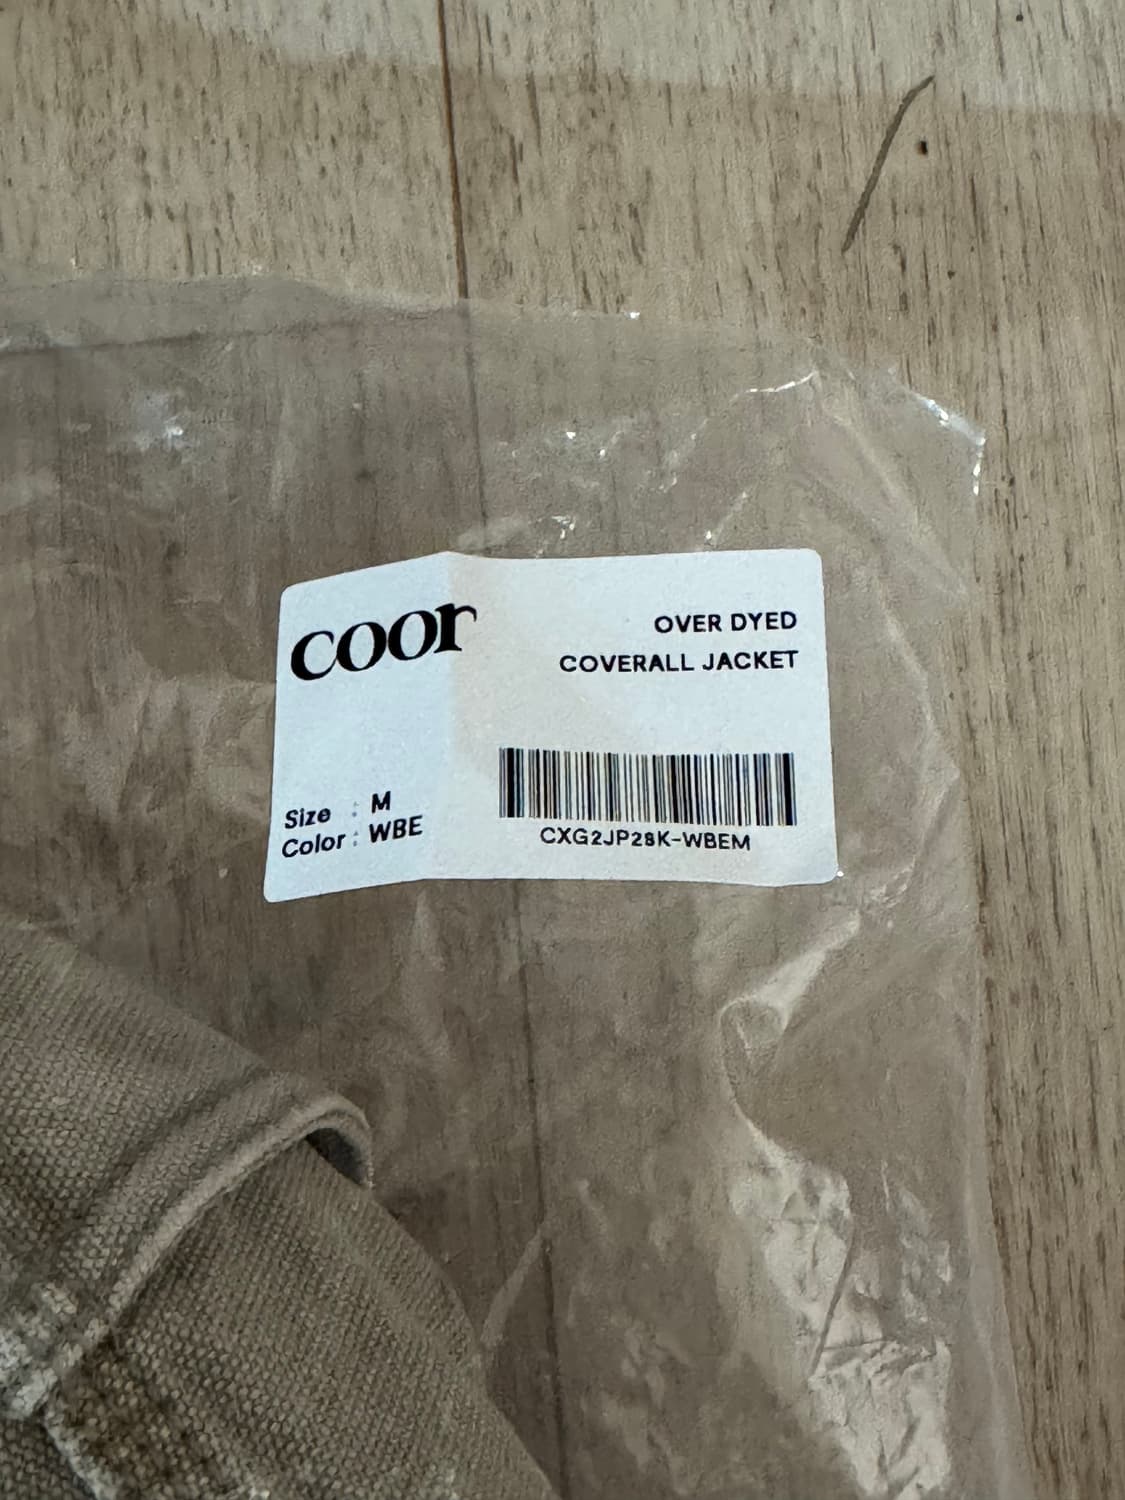 coor
OVER DYED
COVERALL JACKET
Size : M
Color : WBE
CXG2JP28K-WBEM